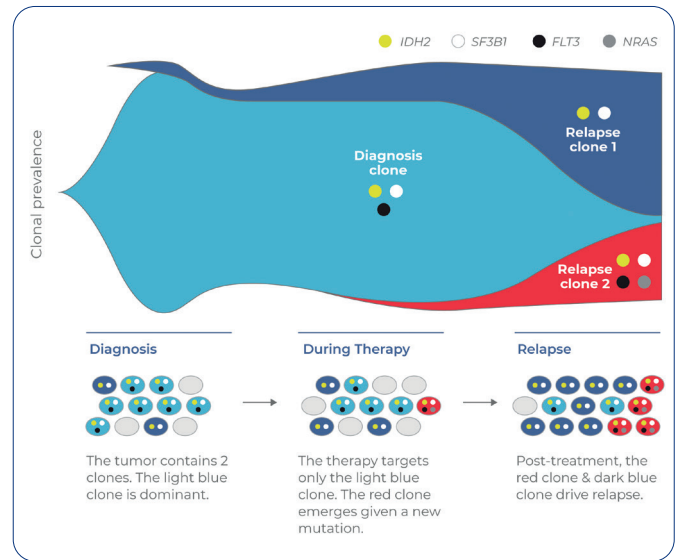 IDH2 SF3B1 FLT3 NRAS
Clonal prevalence
Relapse
clone 1
Diagnosis
clone
Relapse
clone 2
Diagnosis
During Therapy
Relapse
The tumor contains 2
clones. The light blue
clone is dominant.
The therapy targets
only the light blue
clone. The red clone
emerges given a new
mutation.
Post-treatment, the
red clone & dark blue
clone drive relapse.